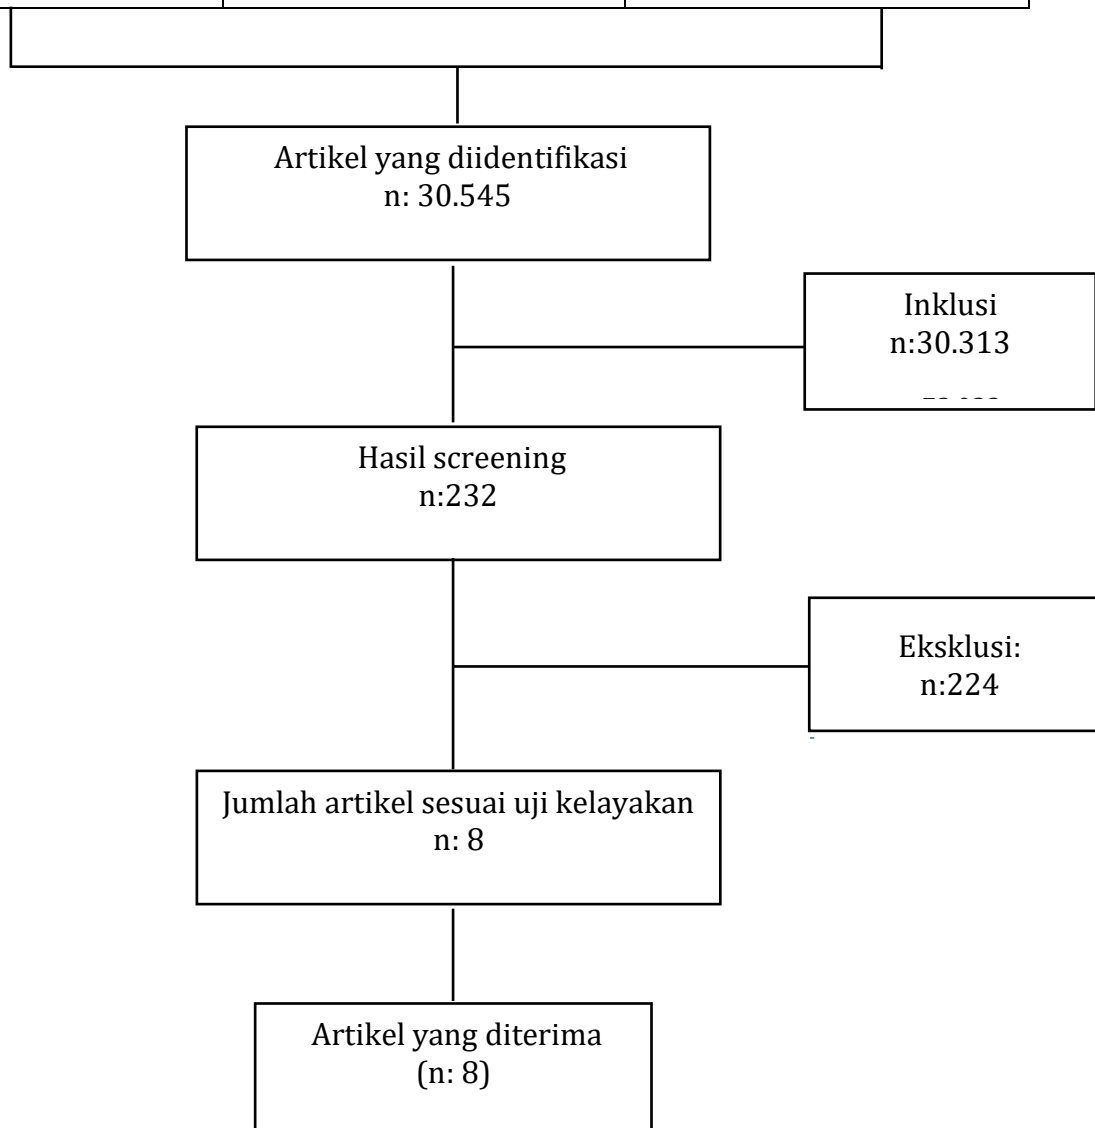 Artikel yang diidentifikasi
n: 30.545
Inklusi
n:30.313
Hasil screening
n:232
Eksklusi:
n:224
Jumlah artikel sesuai uji kelayakan
n: 8
Artikel yang diterima
(n: 8)